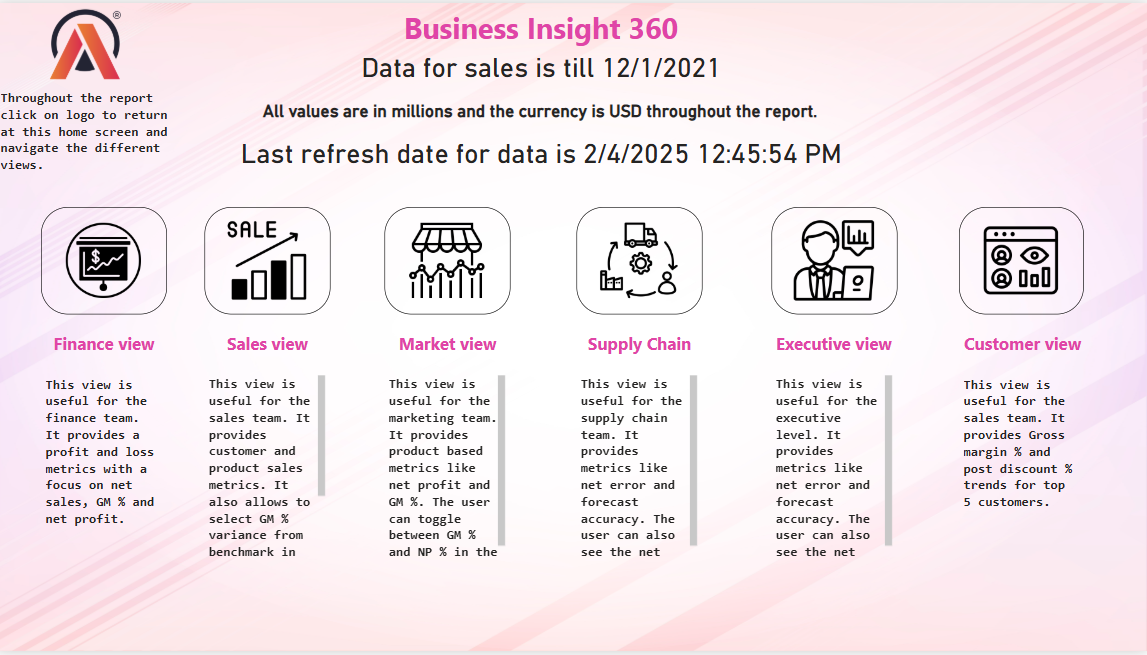 ®
Business Insight 360
Data for sales is till 12/1/2021
All values are in millions and the currency is USD throughout the report.
Last refresh date for data is 2/4/2025 12:45:54 PM
Throughout the report
click on logo to return
at this home screen and
navigate the different
views.
SALE
$
Finance view
This view is
useful for the
finance team.
It provides a
profit and loss
metrics with a
focus on net
sales, GM % and
net profit.
Sales view
This view is
useful for the
sales team. It
provides
customer and
product sales
metrics. It
also allows to
select GM %
variance from
benchmark in
Market view
This view is
useful for the
marketing team.
It provides
product based
metrics like
net profit and
GM %. The user
can toggle
between GM %
and NP % in the
Supply Chain
This view is
useful for the
supply chain
team. It
provides
metrics like
net error and
forecast
accuracy. The
user can also
see the net
Executive view
This view is
useful for the
executive
level. It
provides
metrics like
net error and
forecast
accuracy. The
user can also
see the net
Customer view
This view is
useful for the
sales team. It
provides Gross
margin % and
post discount %
trends for top
5 customers.